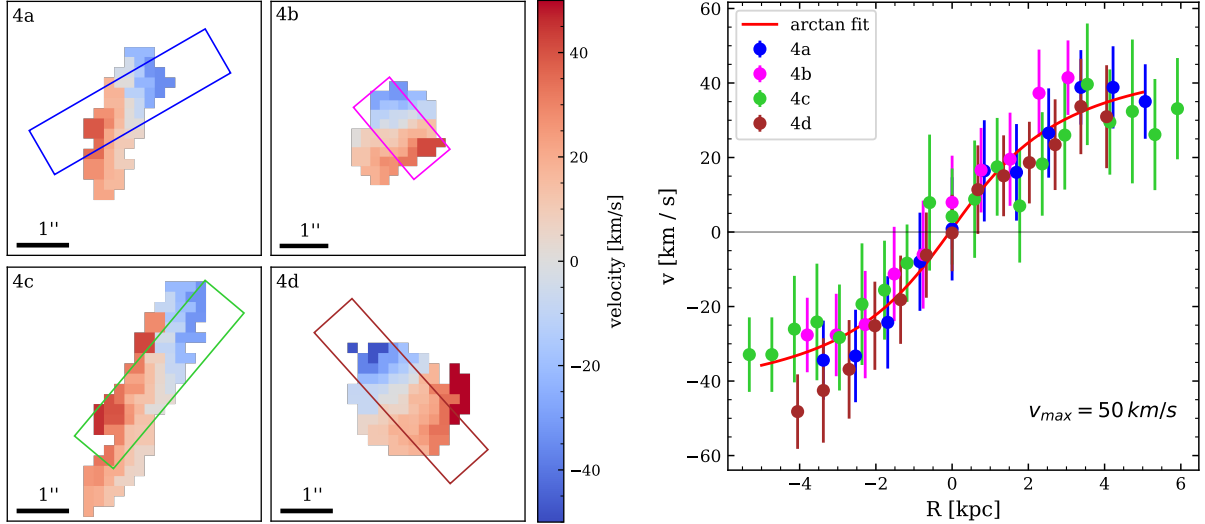 4a
1''
4b
1''
4c
1''
4d
1''
40
20
0
−20
−40
velocity [km/s]
60
40
20
0
−20
−40
−60
v [km / s]
arctan fit
4a
4b
4c
4d
v_max = 50 km/s
−4 −2 0 2 4 6
R [kpc]